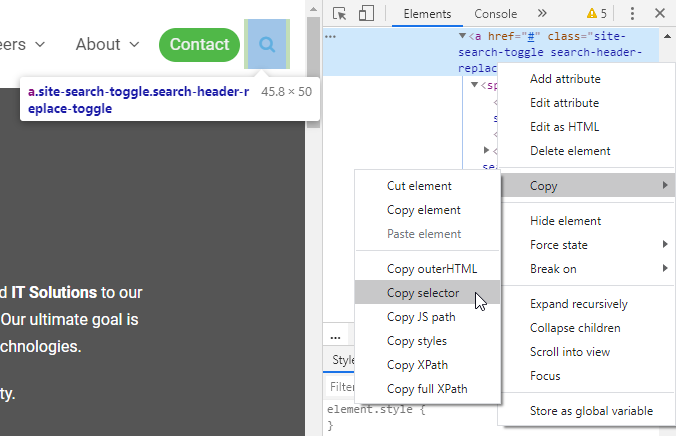 eers
About
Contact
a.site-search-toggle.search-header-r
eplace-toggle
45.8 × 50
d IT Solutions to our
Our ultimate goal is
chnologies.
ty.
Elements
Console
»
5
<a href="#" class="site-
search-toggle search-header-
replac
<sp
<
s
<
<
se
Add attribute
Edit attribute
Edit as HTML
Delete element
Copy
Hide element
Force state
Break on
Expand recursively
Collapse children
Scroll into view
Focus
Store as global variable
Cut element
Copy element
Paste element
Copy outerHTML
Copy selector
Copy JS path
Copy styles
Copy XPath
Copy full XPath
...
Style
Filter
element.style {
}